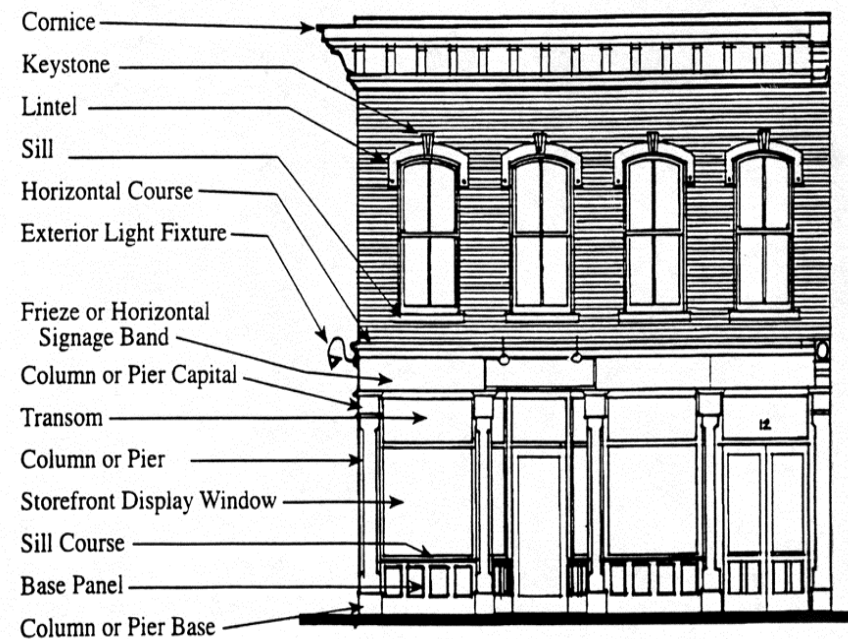 Cornice
Keystone
Lintel
Sill
Horizontal Course
Exterior Light Fixture
Frieze or Horizontal
Signage Band
Column or Pier Capital
Transom
12
Column or Pier
Storefront Display Window
Sill Course
Base Panel
Column or Pier Base